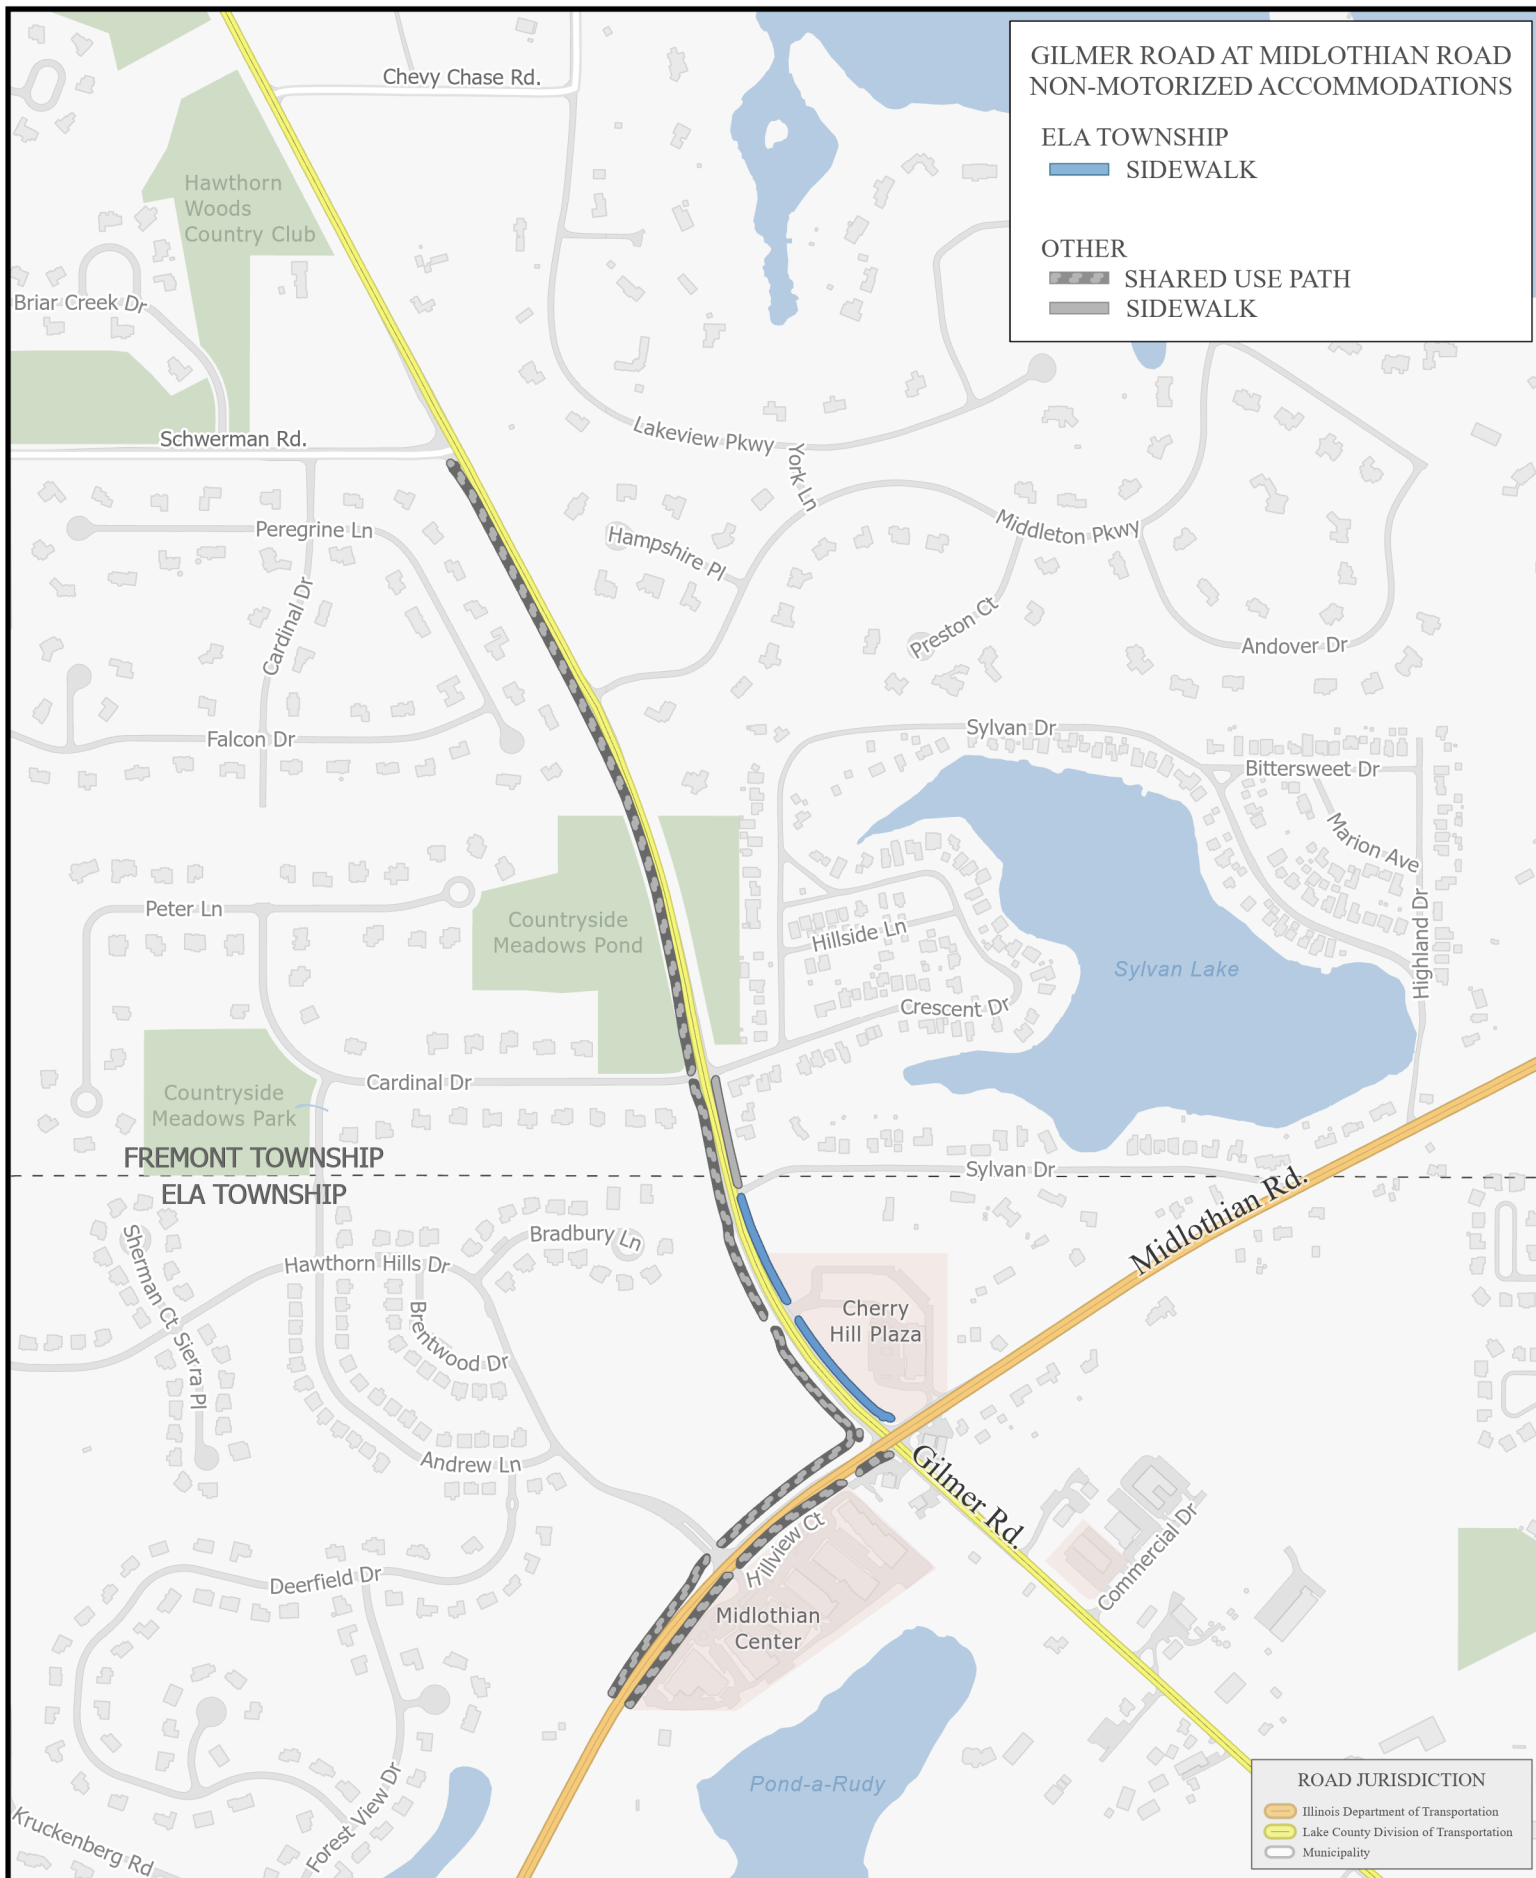 GILMER ROAD AT MIDLOTHIAN ROAD
NON-MOTORIZED ACCOMMODATIONS
ELA TOWNSHIP
SIDEWALK
OTHER
SHARED USE PATH
SIDEWALK
Chevy Chase Rd.
Hawthorn
Woods
Country Club
Briar Creek Dr
Schwerman Rd.
Lakeview Pkwy
York Ln
Peregrine Ln
Hampshire Pl
Middleton Pkwy
Cardinal Dr
Preston Ct
Andover Dr
Falcon Dr
Sylvan Dr
Bittersweet Dr
Marion Ave
Peter Ln
Countryside
Meadows Pond
Hillside Ln
Highland Dr
Sylvan Lake
Crescent Dr
Cardinal Dr
Countryside
Meadows Park
FREMONT TOWNSHIP
ELA TOWNSHIP
Sylvan Dr
Midlothian Rd.
Sherman Ct
Bradbury Ln
Hawthorn Hills Dr
Cherry
Hill Plaza
Sierra Pl
Brentwood Dr
Andrew Ln
Gilmer Rd.
Hillview Ct
Commercial Dr
Deerfield Dr
Midlothian
Center
Pond-a-Rudy
Forest View Dr
Kruckenberg Rd
ROAD JURISDICTION
Illinois Department of Transportation
Lake County Division of Transportation
Municipality